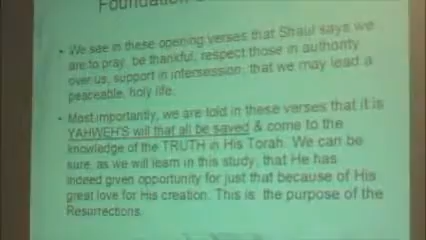 Foundation
• We see in these opening verses that Shaul says we
are to pray, be thankful, respect those in authority
over us, support in intersession, that we may lead a
peaceable, holy life.
• Most importantly, we are told in these verses that it is
YAHWEH'S will that all be saved & come to the
knowledge of the TRUTH in His Torah. We can be
sure, as we will learn in this study, that He has
indeed given opportunity for just that because of His
great love for His creation. This is the purpose of the
Resurrections.